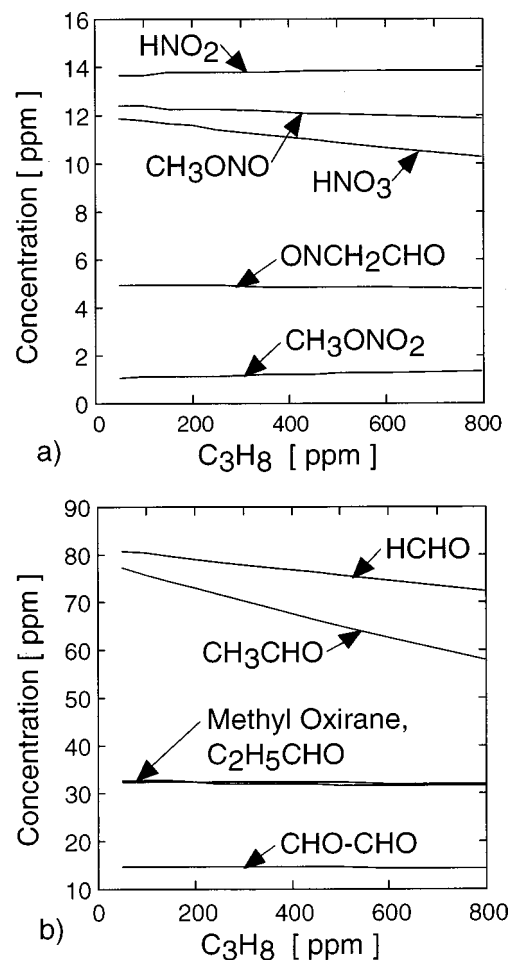 16
14
12
10
8
6
4
2
0
Concentration [ ppm ]
HNO2
CH3ONO
HNO3
ONCH2CHO
CH3ONO2
0 200 400 600 800
a)
C3H8 [ ppm ]
90
80
70
60
50
40
30
20
10
Concentration [ ppm ]
HCHO
CH3CHO
Methyl Oxirane,
C2H5CHO
CHO-CHO
0 200 400 600 800
b)
C3H8 [ ppm ]